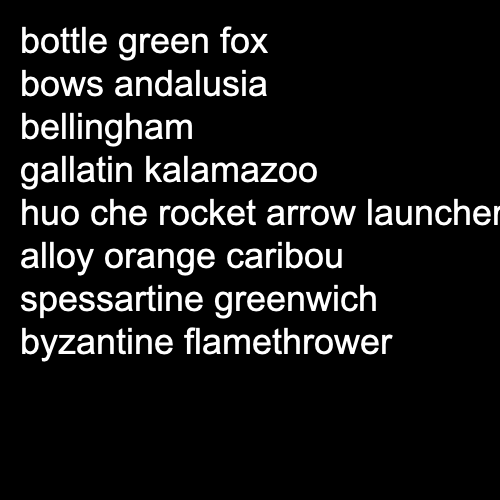 bottle green fox
bows andalusia
bellingham
gallatin kalamazoo
huo che rocket arrow launcher
alloy orange caribou
spessartine greenwich
byzantine flamethrower